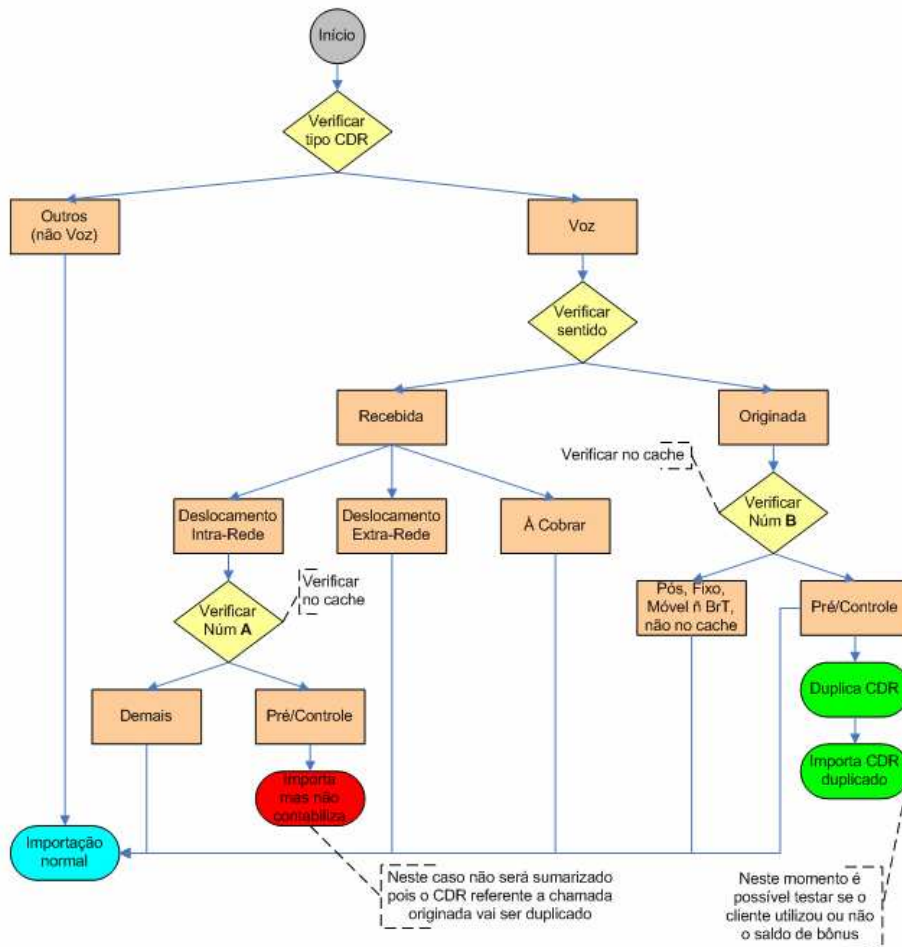 Início
Verificar
tipo CDR
Outros
(não Voz)
Voz
Verificar
sentido
Recebida
Originada
Verificar no cache
Verificar
Núm B
Deslocamento
Intra-Rede
Deslocamento
Extra-Rede
À Cobrar
Verificar
no cache
Verificar
Núm A
Pós, Fixo,
Móvel ñ BrT,
não no cache
Pré/Controle
Duplica CDR
Demais
Pré/Controle
Importa CDR
duplicado
Importa
mas não
contabiliza
Importação
normal
Neste caso não será sumarizado
pois o CDR referente a chamada
originada vai ser duplicado
Neste momento é
possível testar se o
cliente utilizou ou não
o saldo de bônus